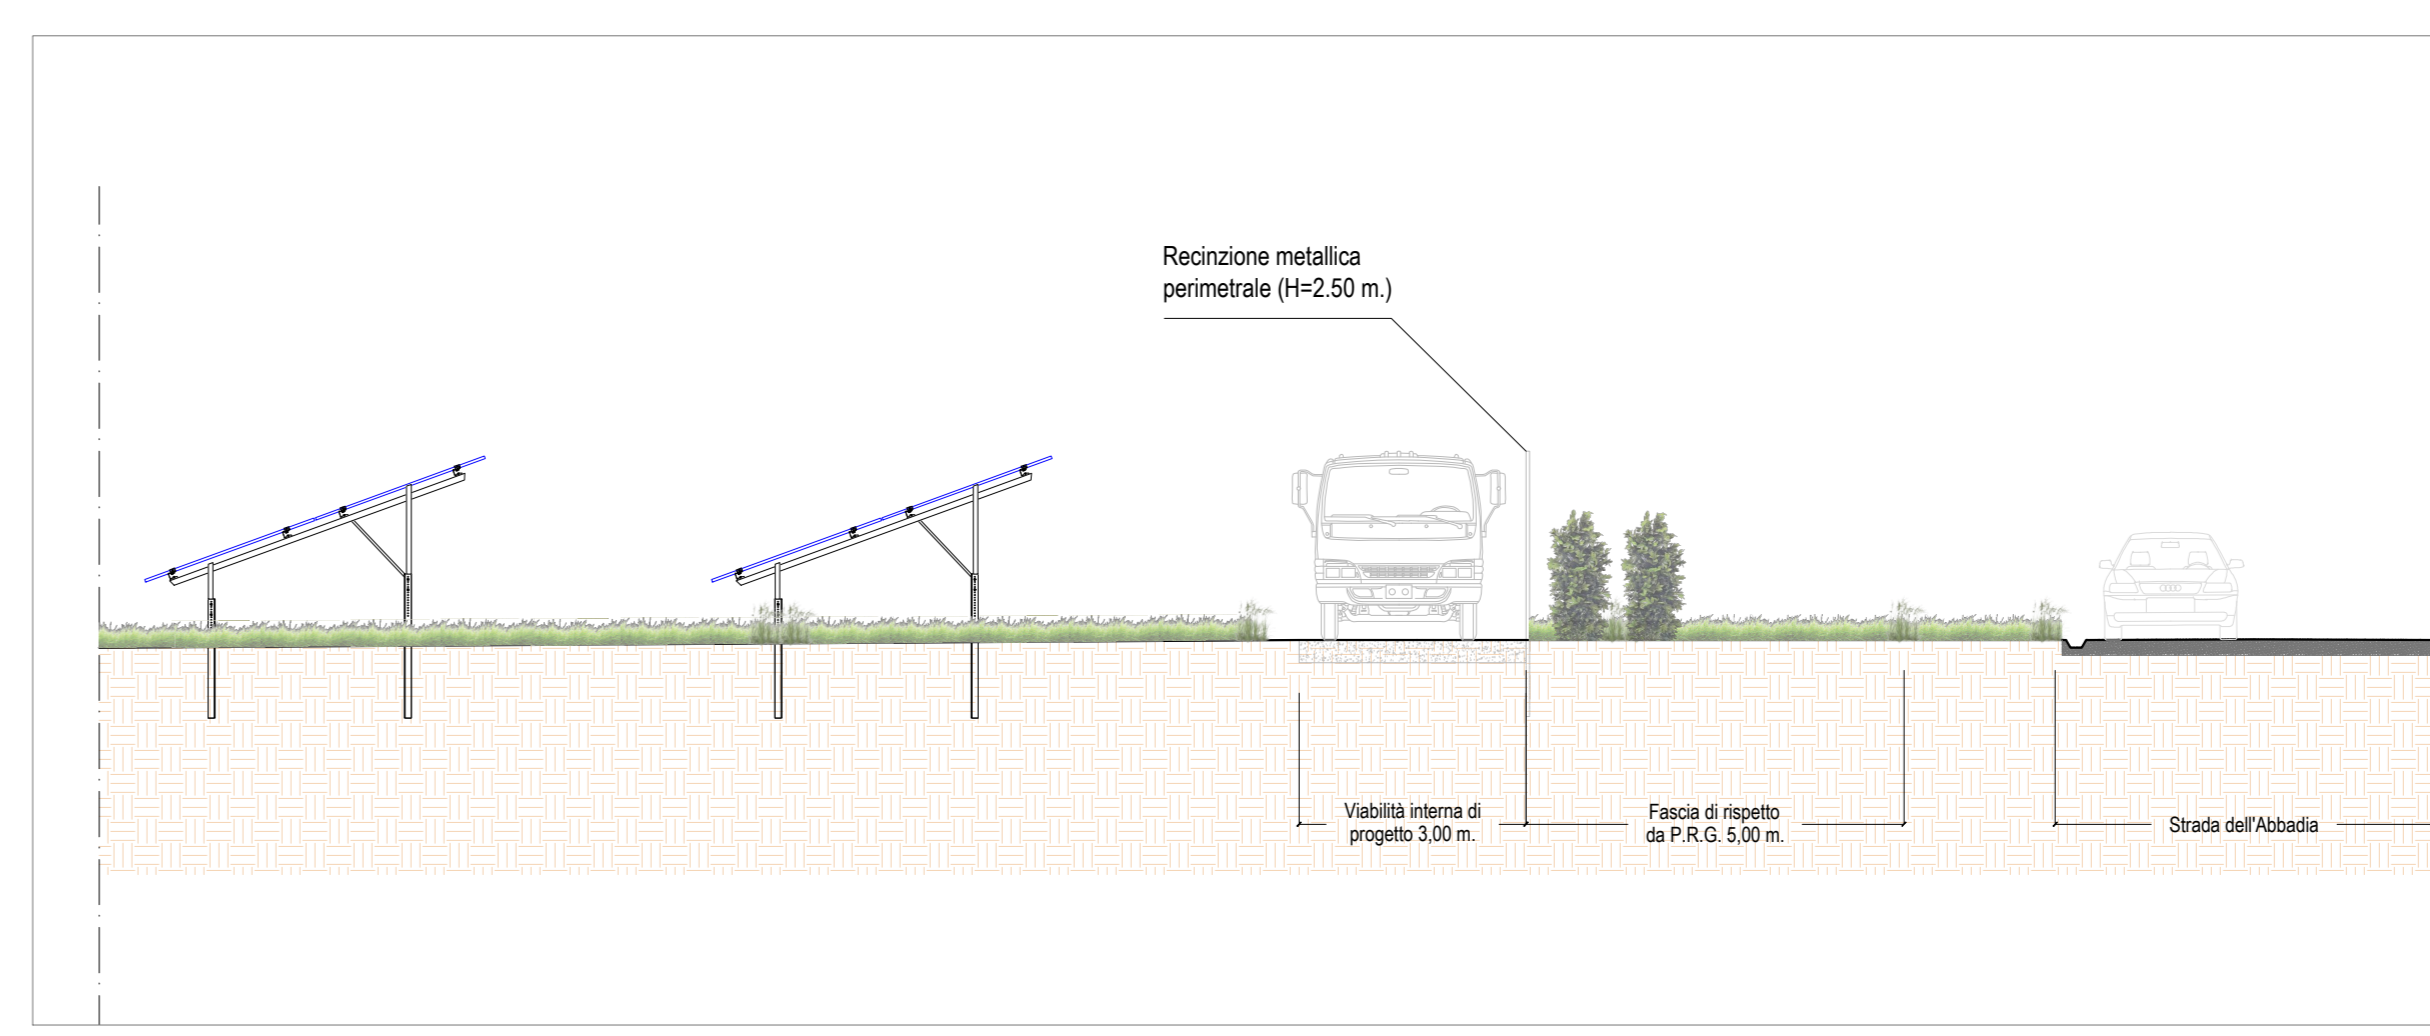 Recinzione metallica
perimetrale (H=2.50 m.)
Viabilità interna di
progetto 3,00 m.
Fascia di rispetto
da P.R.G. 5,00 m.
Strada dell'Abbadia